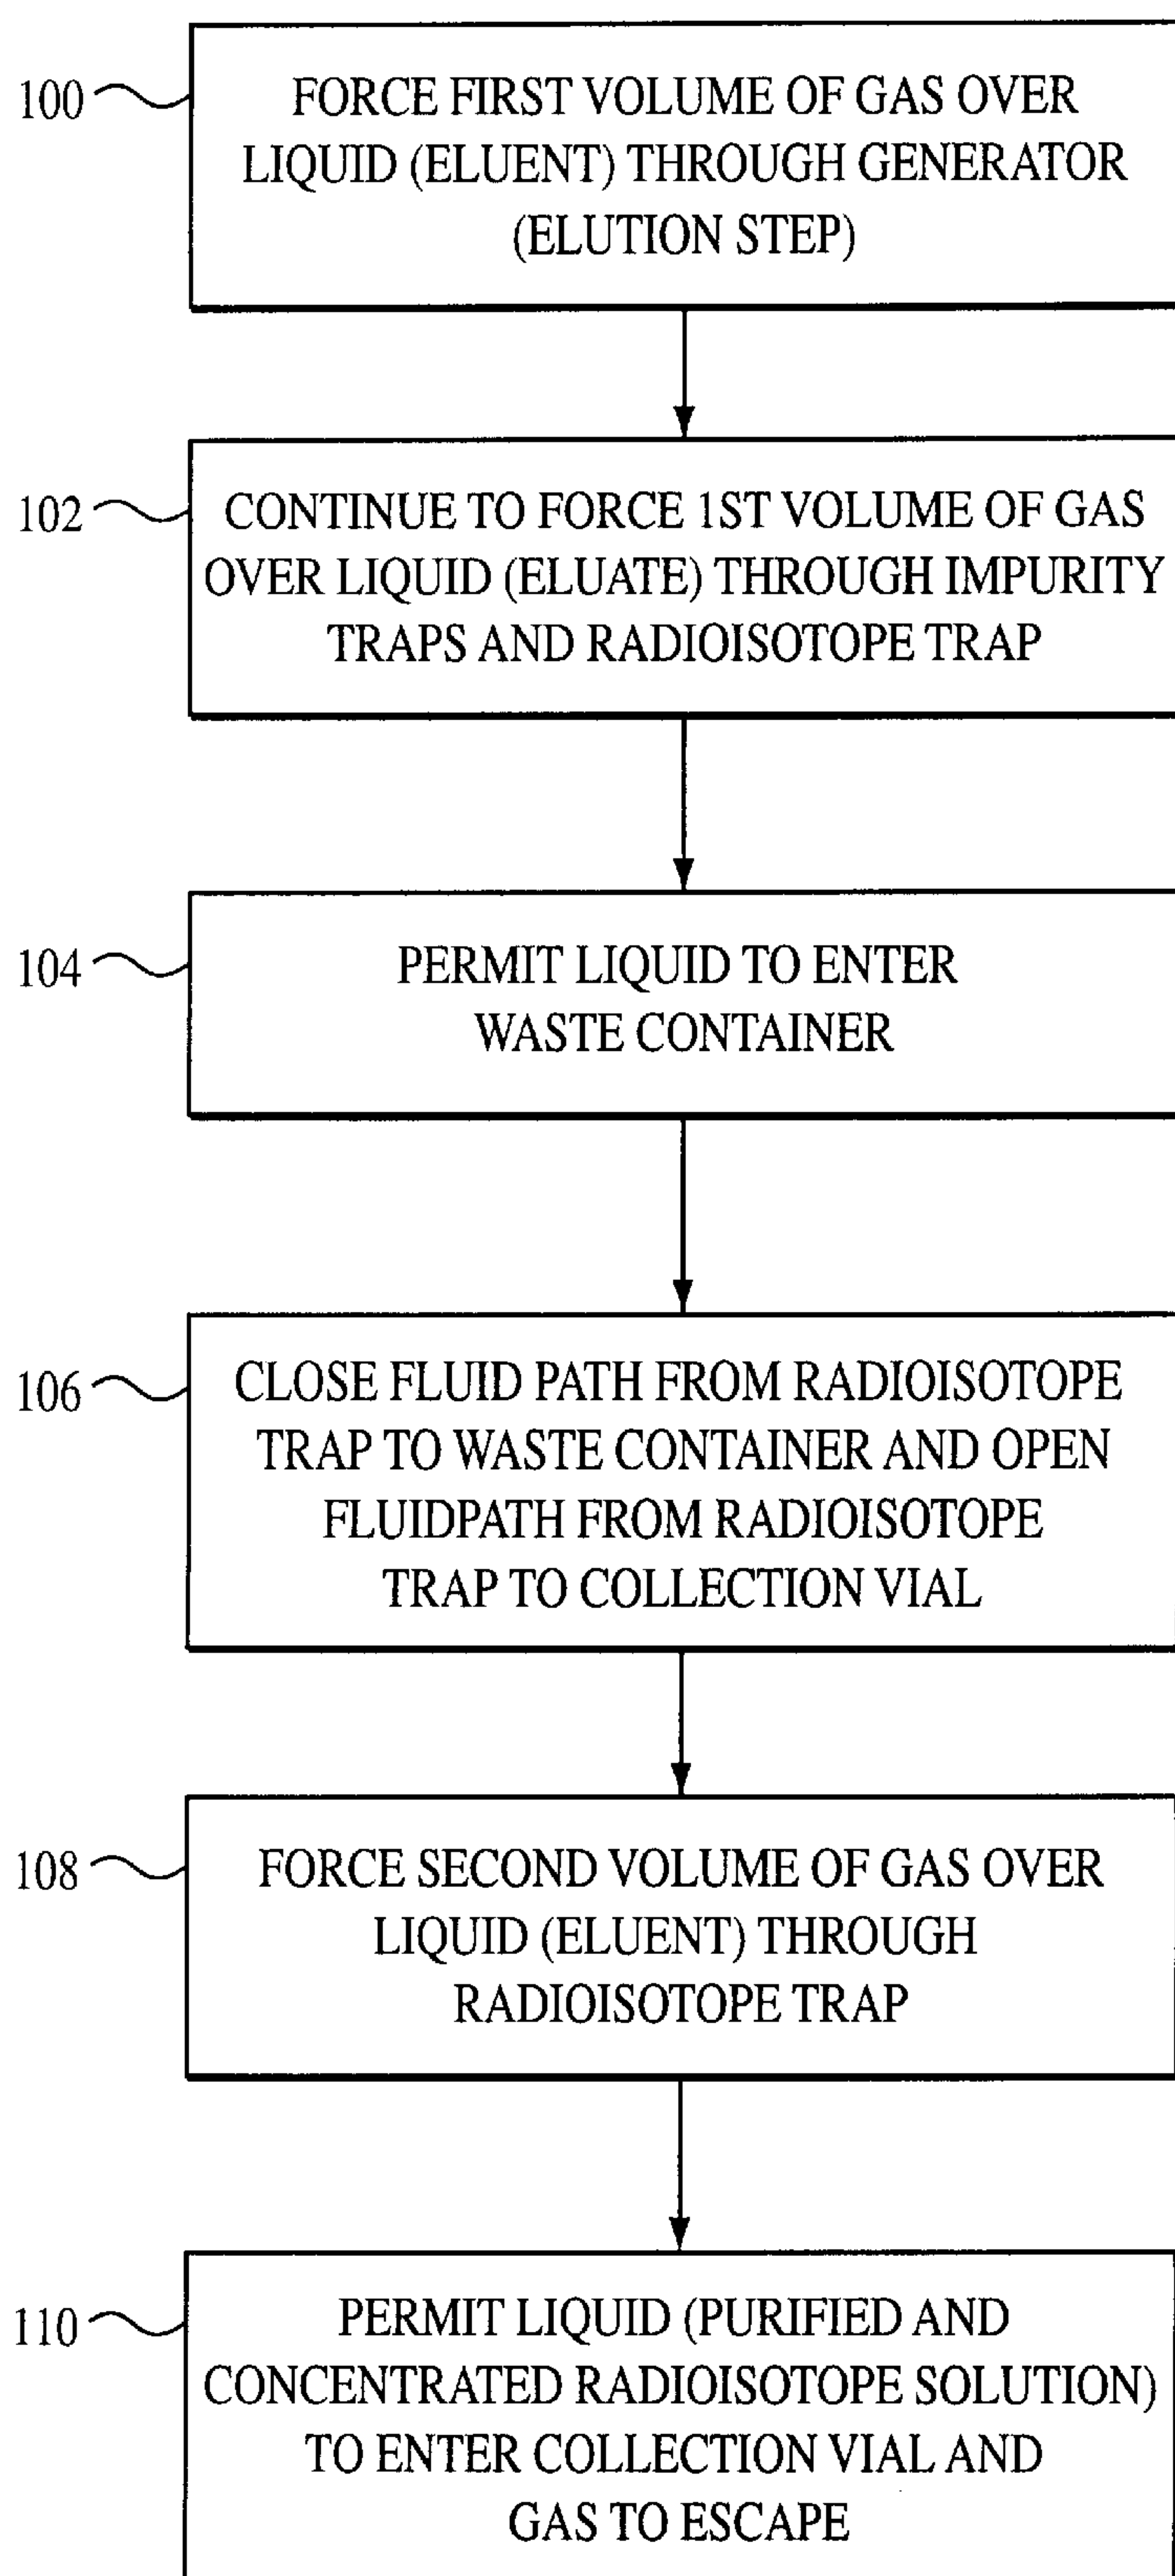 100
FORCE FIRST VOLUME OF GAS OVER
LIQUID (ELUENT) THROUGH GENERATOR
(ELUTION STEP)
102
CONTINUE TO FORCE 1ST VOLUME OF GAS
OVER LIQUID (ELUATE) THROUGH IMPURITY
TRAPS AND RADIOISOTOPE TRAP
104
PERMIT LIQUID TO ENTER
WASTE CONTAINER
106
CLOSE FLUID PATH FROM RADIOISOTOPE
TRAP TO WASTE CONTAINER AND OPEN
FLUIDPATH FROM RADIOISOTOPE
TRAP TO COLLECTION VIAL
108
FORCE SECOND VOLUME OF GAS OVER
LIQUID (ELUENT) THROUGH
RADIOISOTOPE TRAP
110
PERMIT LIQUID (PURIFIED AND
CONCENTRATED RADIOISOTOPE SOLUTION)
TO ENTER COLLECTION VIAL AND
GAS TO ESCAPE